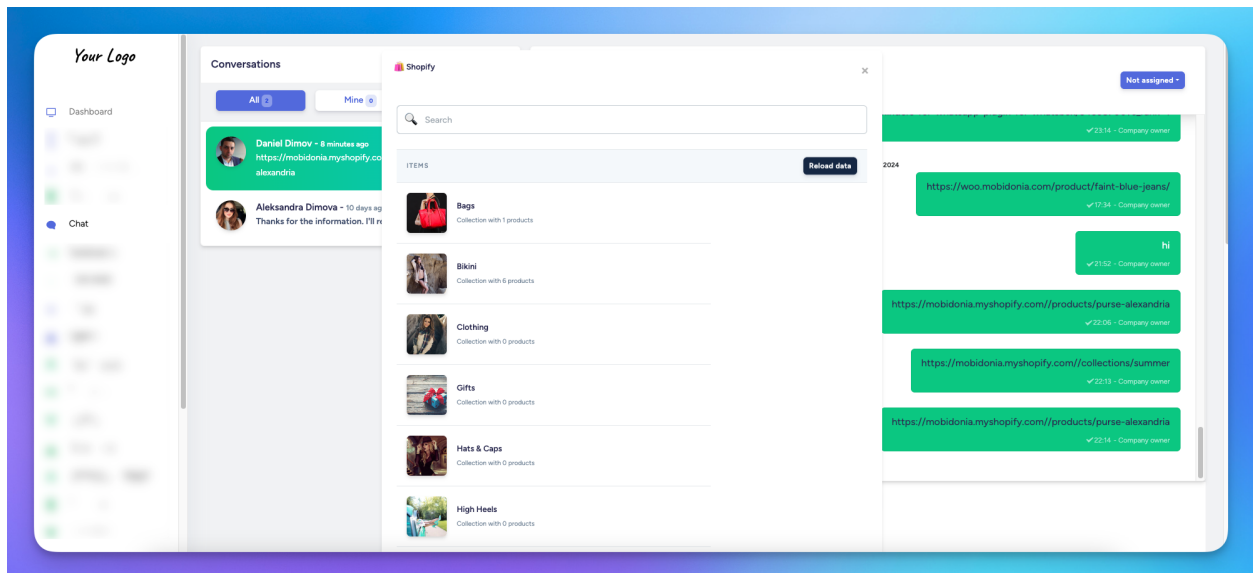 Your Logo
Dashboard
Chat
Conversations
All 2
Mine 0
Daniel Dimov - 8 minutes ago
https://mobidonia.myshopify.co
alexandria
Aleksandra Dimova - 10 days ag
Thanks for the information. I'll re
Shopify
×
Search
ITEMS
Reload data
Bags
Collection with 1 products
Bikini
Collection with 6 products
Clothing
Collection with 0 products
Gifts
Collection with 0 products
Hats & Caps
Collection with 0 products
High Heels
Collection with 0 products
Not assigned
23:14 - Company owner
2024
https://woo.mobidonia.com/product/faint-blue-jeans/
17:34 - Company owner
hi
21:52 - Company owner
https://mobidonia.myshopify.com//products/purse-alexandria
22:06 - Company owner
https://mobidonia.myshopify.com//collections/summer
22:13 - Company owner
https://mobidonia.myshopify.com//products/purse-alexandria
22:14 - Company owner